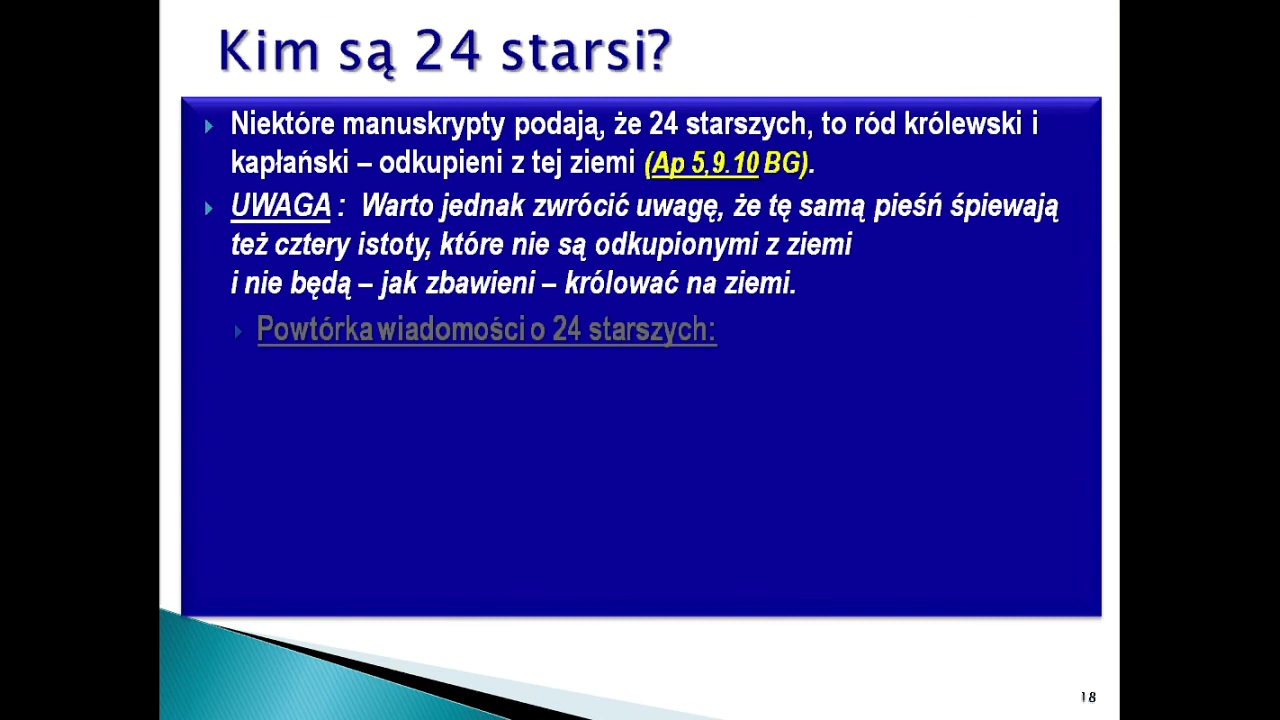 Kim są 24 starsi?
Niektóre manuskrypty podają, że 24 starszych, to ród królewski i
kapłański – odkupieni z tej ziemi (Ap 5,9.10 BG).
UWAGA : Warto jednak zwrócić uwagę, że tę samą pieśń śpiewają
też cztery istoty, które nie są odkupionymi z ziemi
i nie będą – jak zbawieni – królować na ziemi.
Powtórka wiadomości o 24 starszych:
18